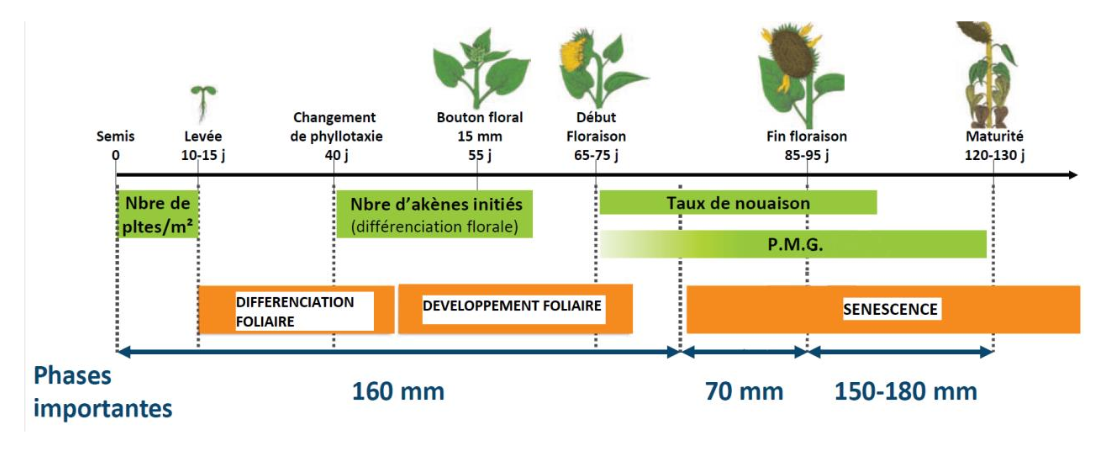 Semis
0
Levée
10-15 j
Changement
de phyllotaxie
40 j
Bouton floral
15 mm
55 j
Début
Floraison
65-75 j
Fin floraison
85-95 j
Maturité
120-130 j
Nbre de
pltes/m²
Nbre d'akènes initiés
(différenciation florale)
Taux de nouaison
P.M.G.
DIFFERENCIATION
FOLIAIRE
DEVELOPPEMENT FOLIAIRE
SENESCENCE
Phases
importantes
160 mm
70 mm
150-180 mm